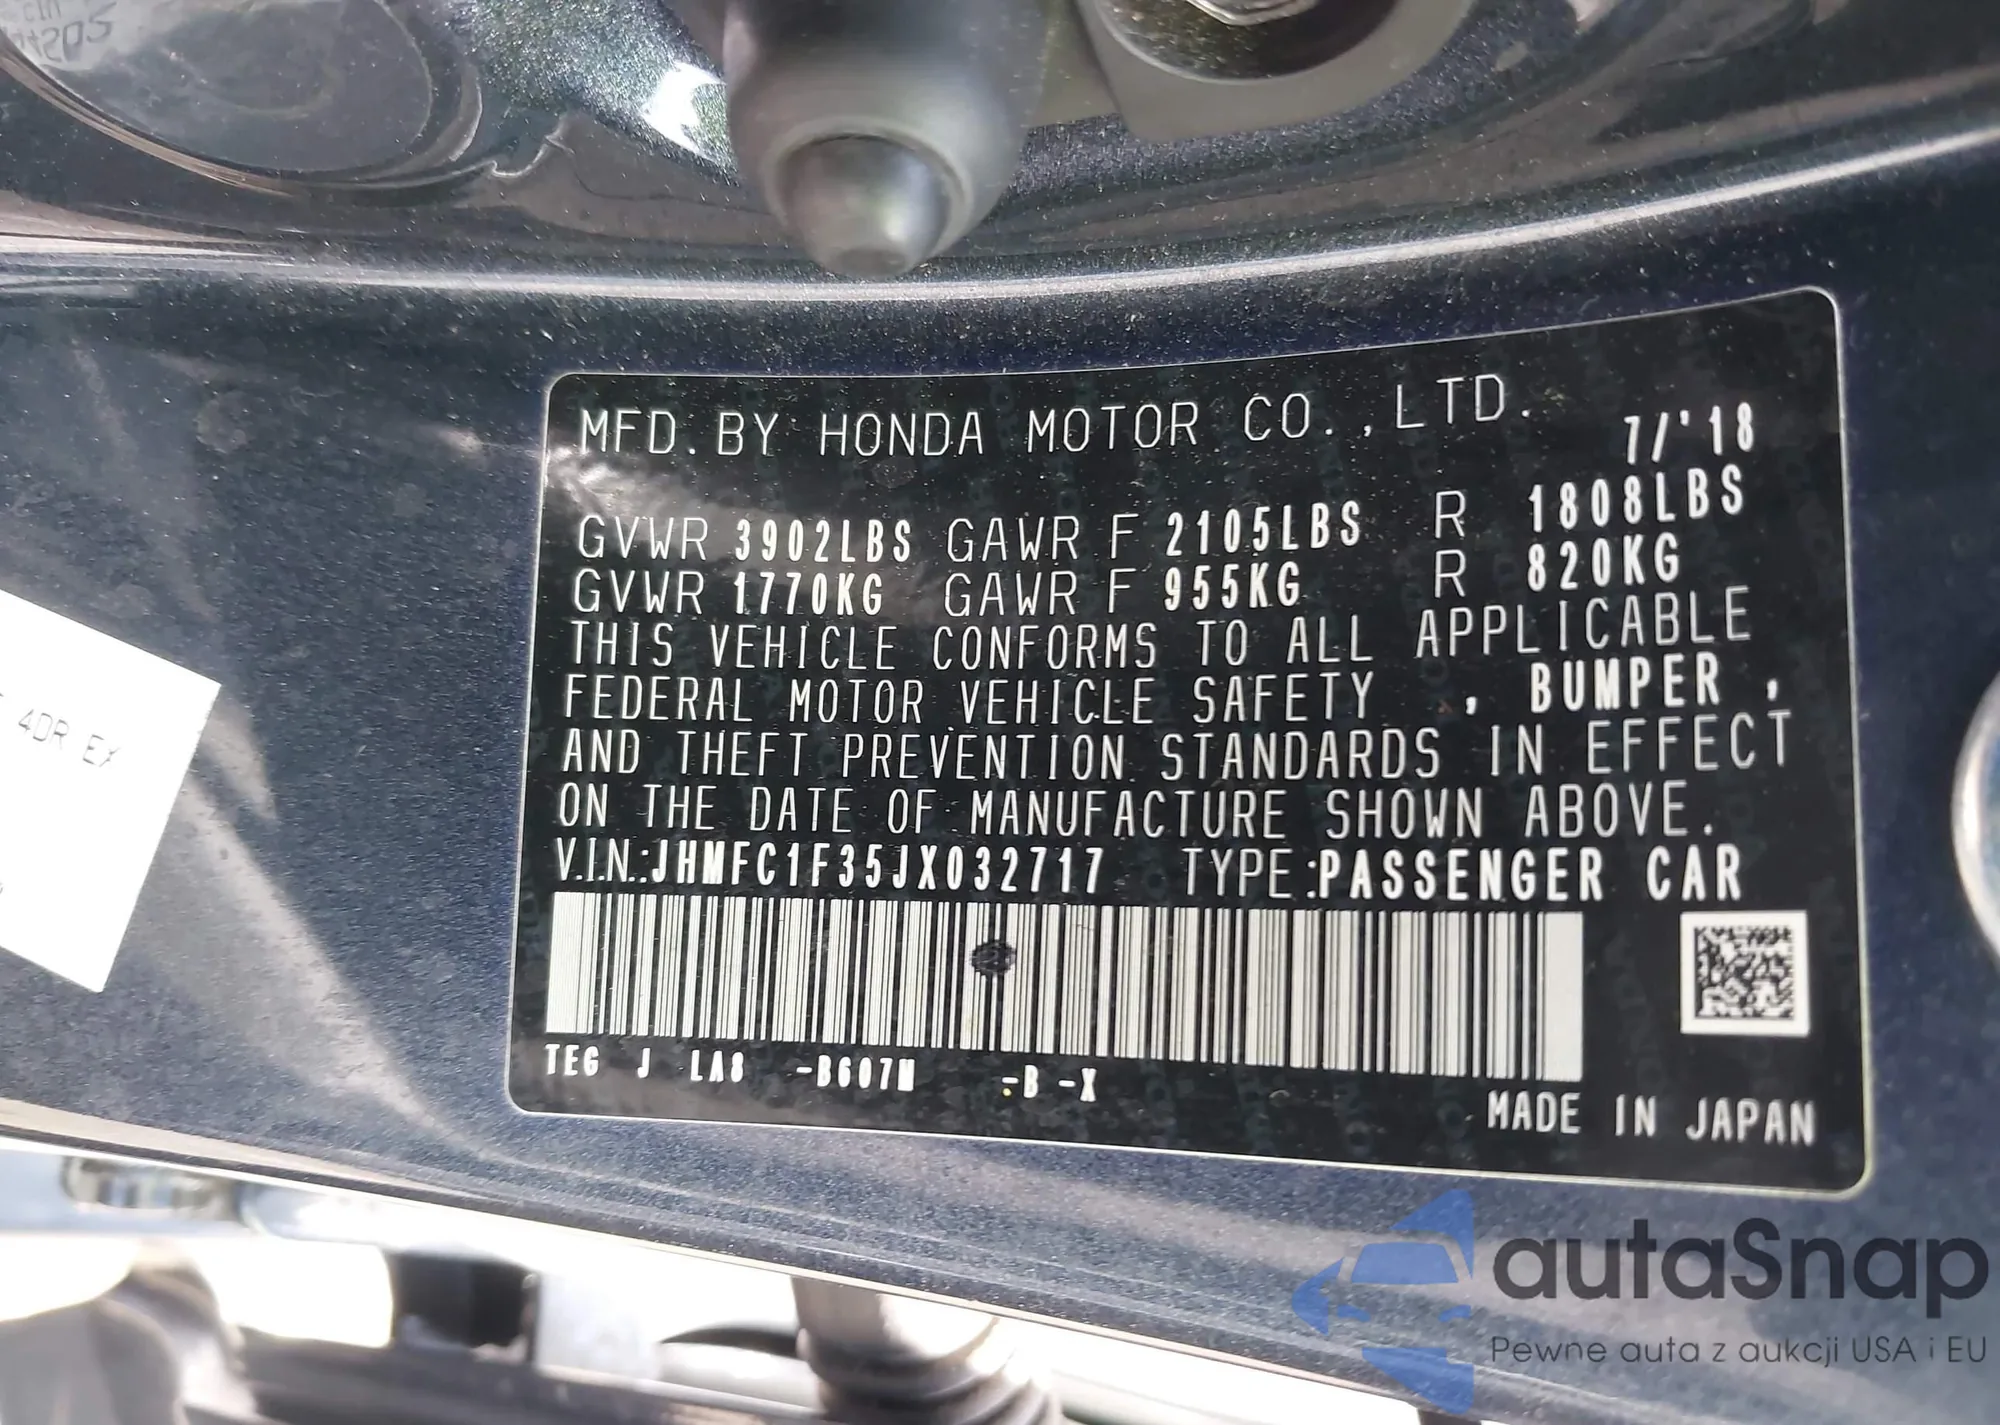 MFD. BY HONDA MOTOR CO., LTD.
7/'18
GVWR 3902LBS GAWR F 2105LBS R 1808LBS
GVWR 1770KG GAWR F 955KG R 820KG
THIS VEHICLE CONFORMS TO ALL APPLICABLE
FEDERAL MOTOR VEHICLE SAFETY , BUMPER ,
AND THEFT PREVENTION STANDARDS IN EFFECT
ON THE DATE OF MANUFACTURE SHOWN ABOVE.
V.I.N.:JHMFC1F35JX032717 TYPE:PASSENGER CAR
TEG J LA8 -B607M -B -X
MADE IN JAPAN
4DR EX
autaSnap
Pewne auta z aukcji USA i EU